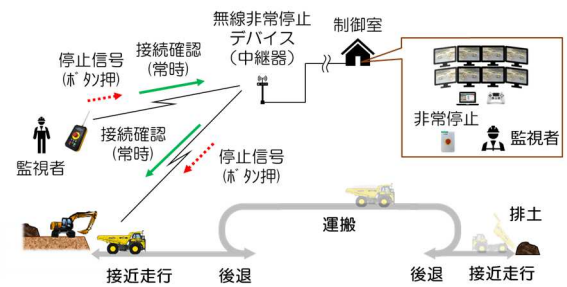 無線非常停止
デバイス
(中継器)
制御室
停止信号
(ボタン押)
接続確認
(常時)
監視者
接続確認
(常時)
停止信号
(ボタン押)
非常停止
監視者
運搬
排土
接近走行
後退
後退
接近走行